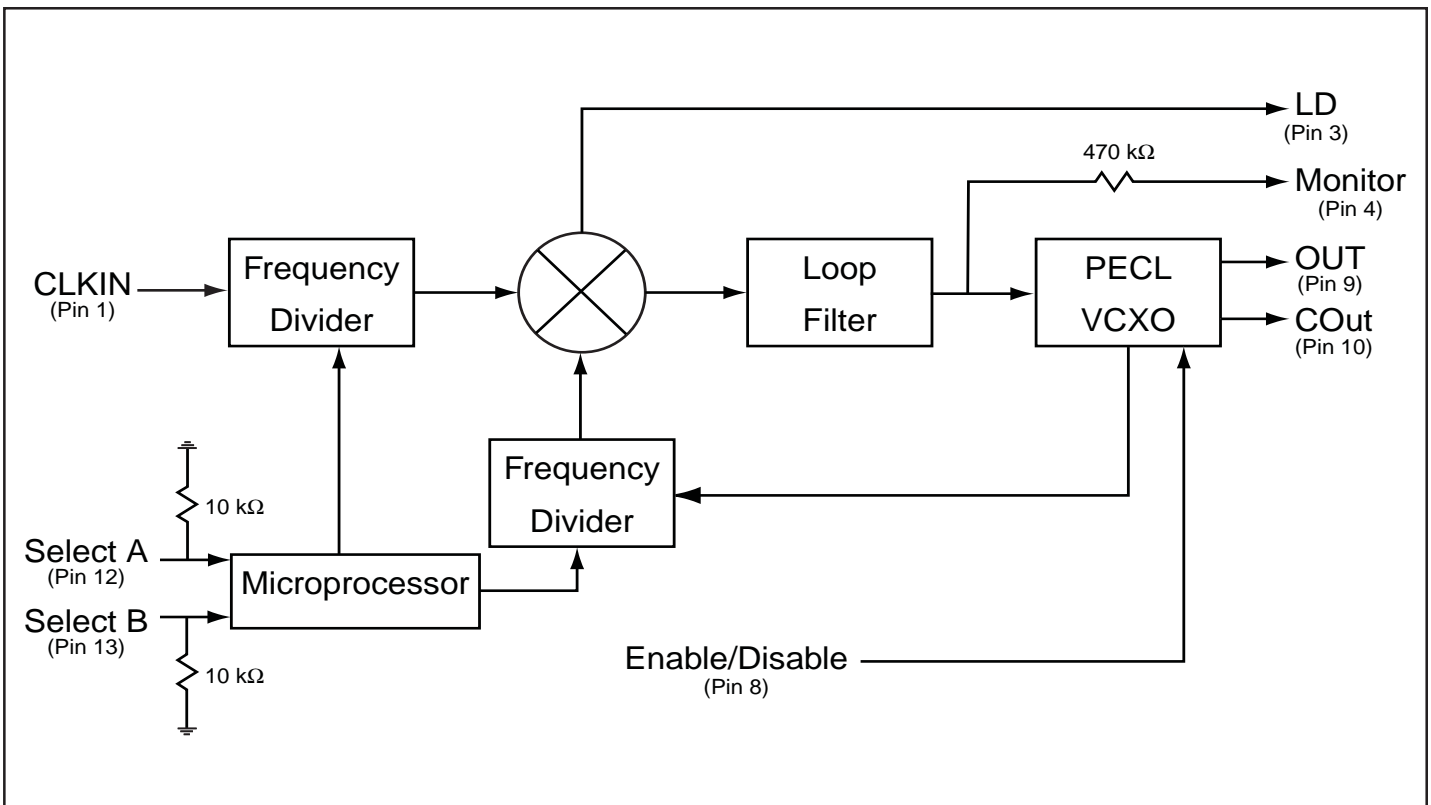 LD
(Pin 3)
470 kΩ
Monitor
(Pin 4)
CLKIN
(Pin 1)
Frequency
Divider
Loop
Filter
PECL
VCXO
OUT
(Pin 9)
COut
(Pin 10)
Frequency
Divider
10 kΩ
Select A
(Pin 12)
Microprocessor
Select B
(Pin 13)
10 kΩ
Enable/Disable
(Pin 8)